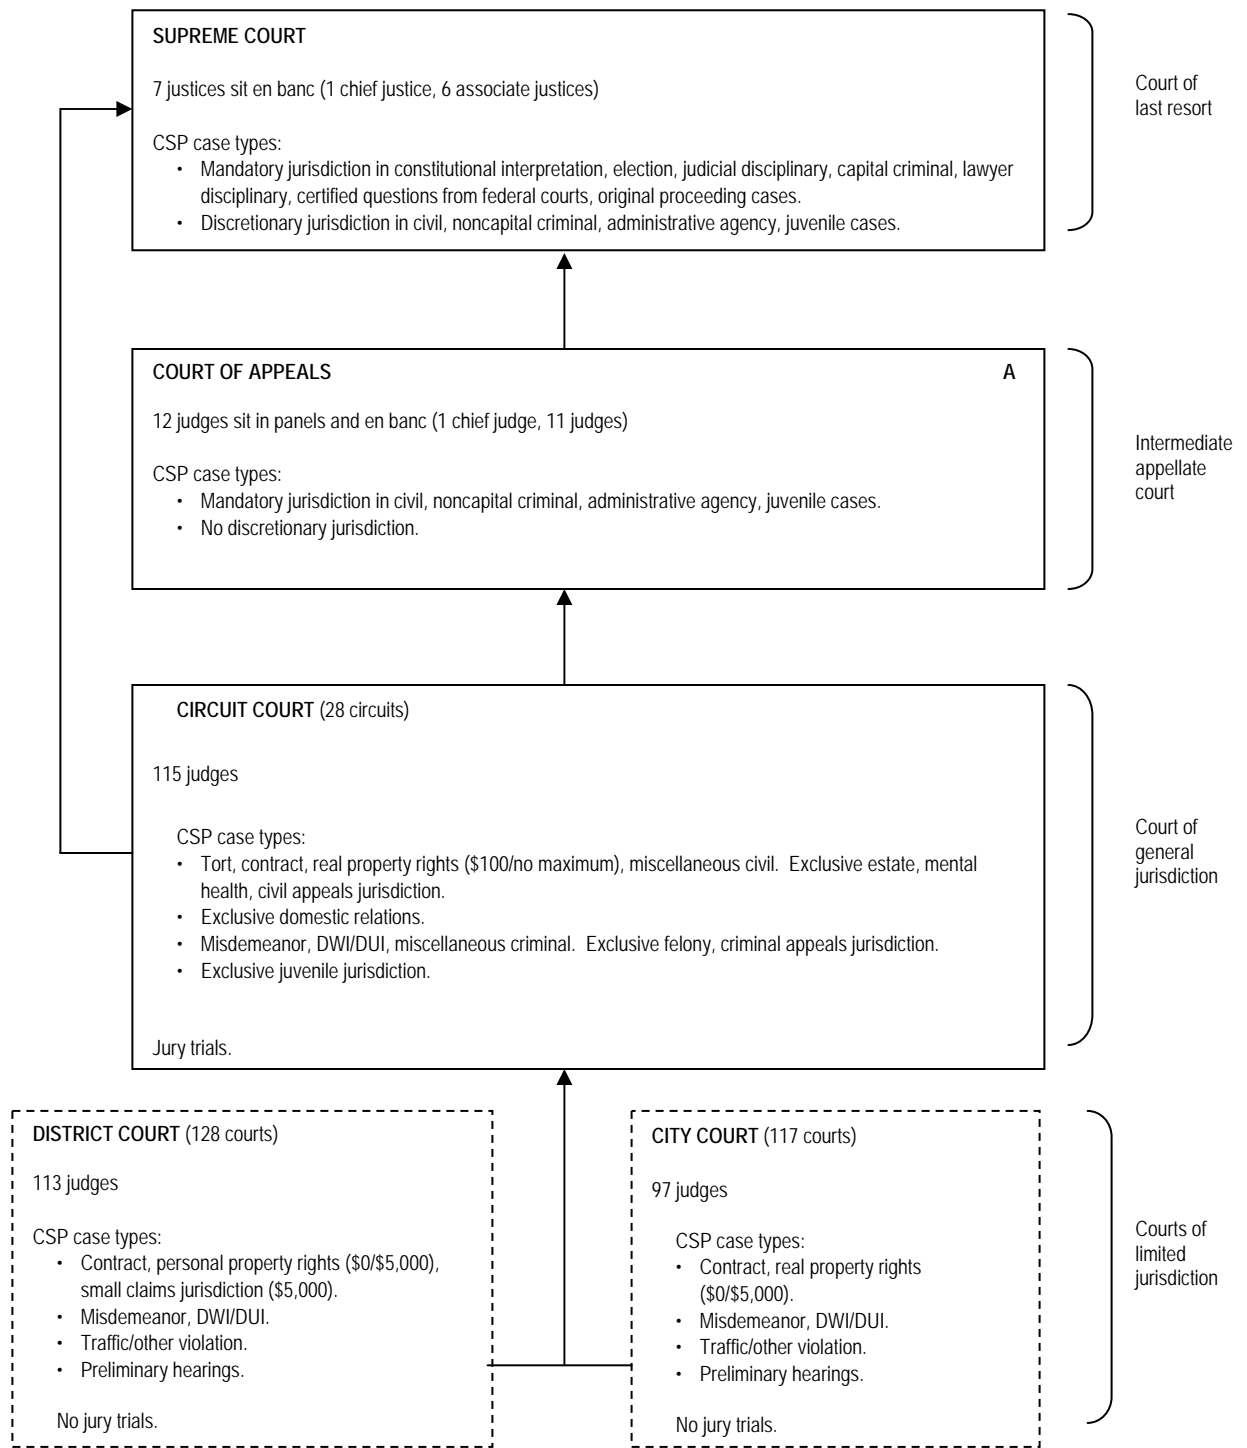 SUPREME COURT
7 justices sit en banc (1 chief justice, 6 associate justices)
CSP case types:
• Mandatory jurisdiction in constitutional interpretation, election, judicial disciplinary, capital criminal, lawyer
disciplinary, certified questions from federal courts, original proceeding cases.
• Discretionary jurisdiction in civil, noncapital criminal, administrative agency, juvenile cases.
Court of
last resort
COURT OF APPEALS A
12 judges sit in panels and en banc (1 chief judge, 11 judges)
CSP case types:
• Mandatory jurisdiction in civil, noncapital criminal, administrative agency, juvenile cases.
• No discretionary jurisdiction.
Intermediate
appellate
court
CIRCUIT COURT (28 circuits)
115 judges
CSP case types:
• Tort, contract, real property rights ($100/no maximum), miscellaneous civil. Exclusive estate, mental
health, civil appeals jurisdiction.
• Exclusive domestic relations.
• Misdemeanor, DWI/DUI, miscellaneous criminal. Exclusive felony, criminal appeals jurisdiction.
• Exclusive juvenile jurisdiction.
Jury trials.
Court of
general
jurisdiction
DISTRICT COURT (128 courts)
113 judges
CSP case types:
• Contract, personal property rights ($0/$5,000),
small claims jurisdiction ($5,000).
• Misdemeanor, DWI/DUI.
• Traffic/other violation.
• Preliminary hearings.
No jury trials.
CITY COURT (117 courts)
97 judges
CSP case types:
• Contract, real property rights
($0/$5,000).
• Misdemeanor, DWI/DUI.
• Traffic/other violation.
• Preliminary hearings.
No jury trials.
Courts of
limited
jurisdiction